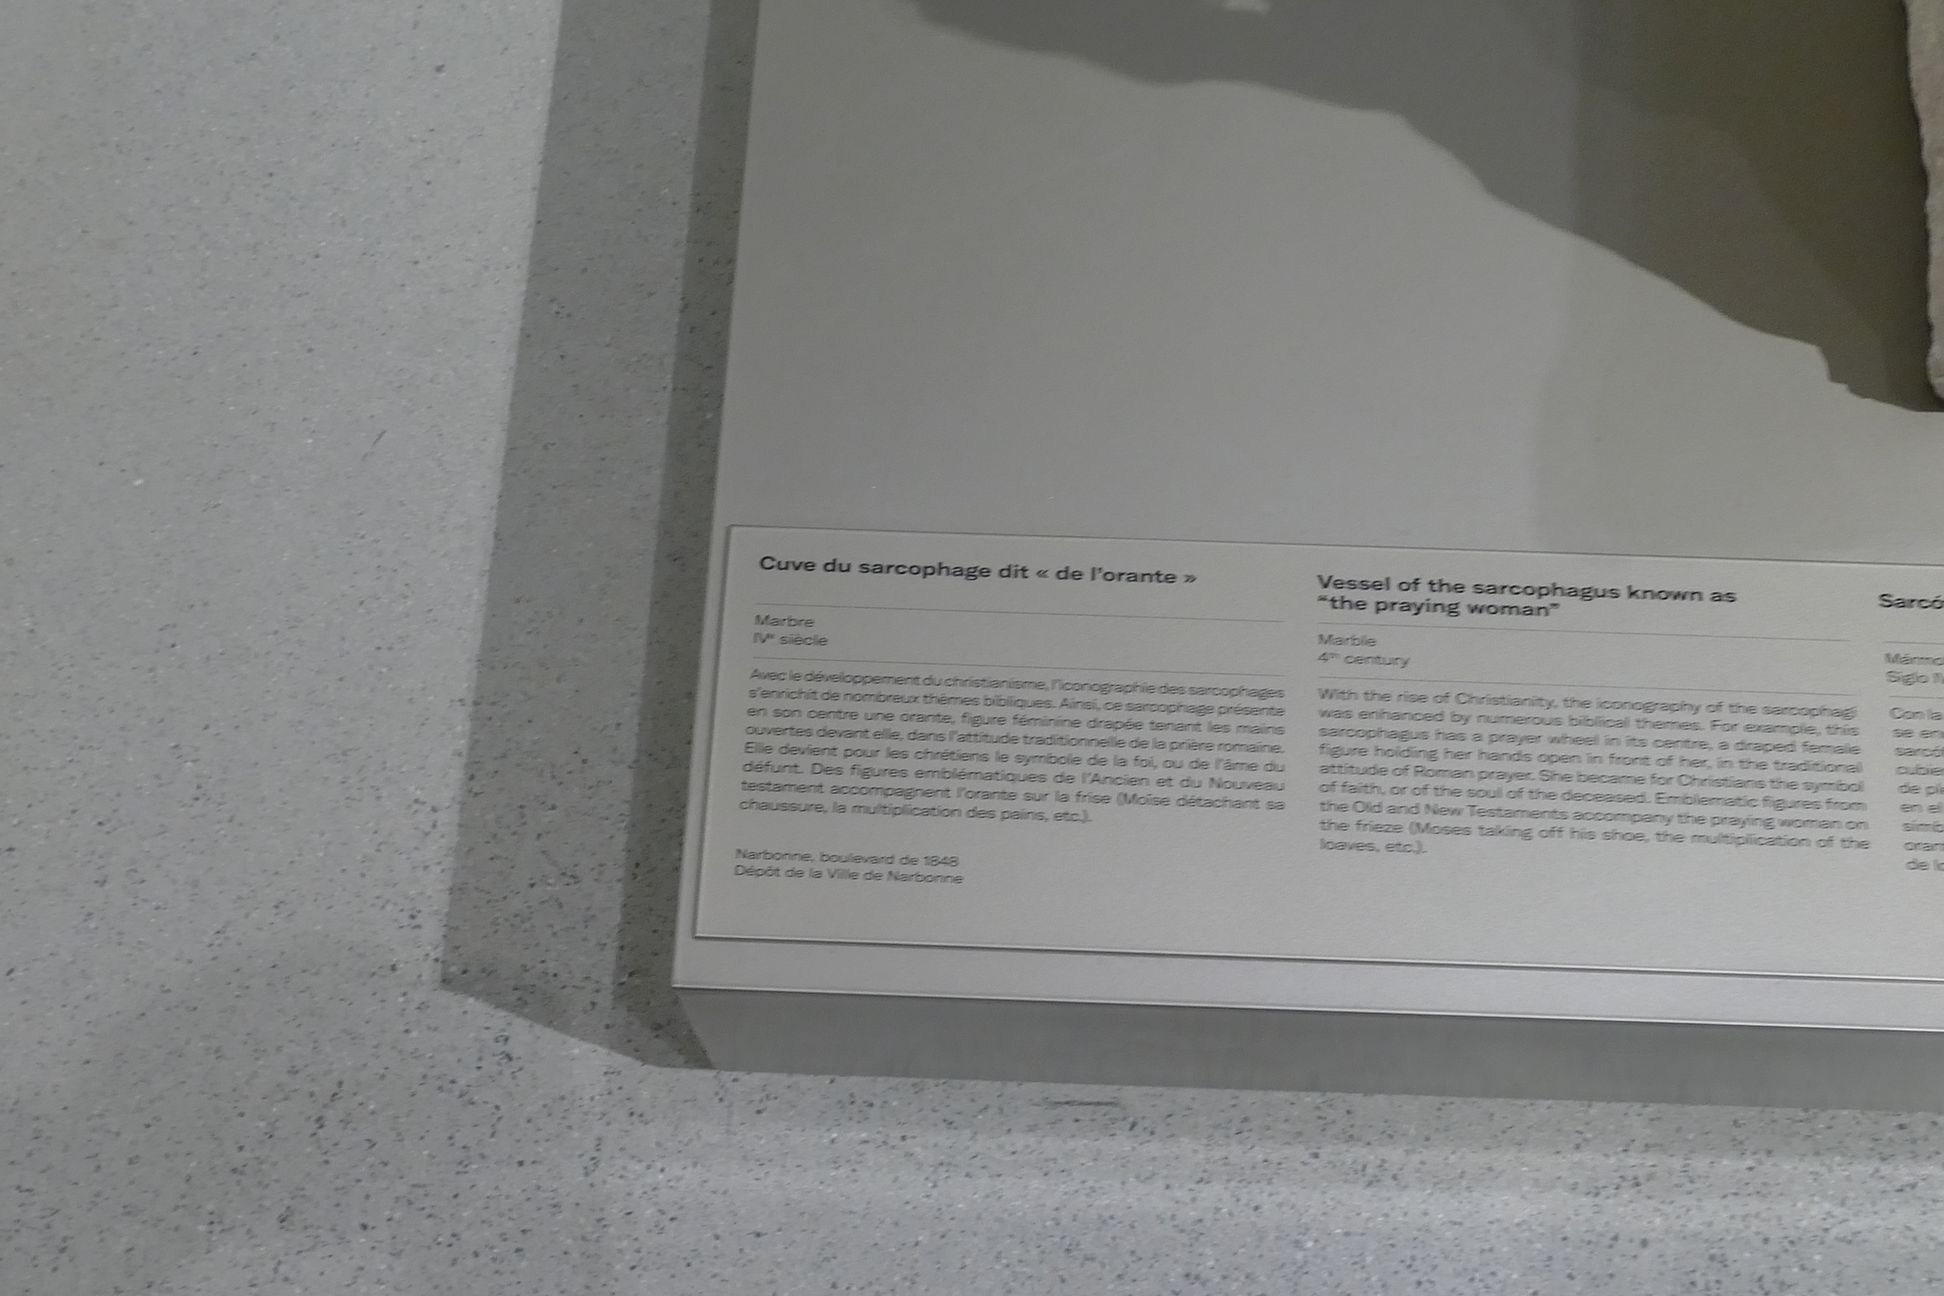 Cuve du sarcophage dit « de l'orante »
Marbre
IVe siècle
Avec le développement du christianisme, l'iconographie des sarcophages
s'enrichit de nombreux thèmes bibliques. Ainsi, ce sarcophage présente
en son centre une orante, figure féminine drapée tenant les mains
ouvertes devant elle, dans l'attitude traditionnelle de la prière romaine.
Elle devient pour les chrétiens le symbole de la foi, ou de l'âme du
défunt. Des figures emblématiques de l'Ancien et du Nouveau
testament accompagnent l'orante sur la frise (Moïse détachant sa
chaussure, la multiplication des pains, etc.).
Narbonne, boulevard de 1848
Dépôt de la Ville de Narbonne
Vessel of the sarcophagus known as
“the praying woman”
Marble
4th century
With the rise of Christianity, the iconography of the sarcophagi
was enhanced by numerous biblical themes. For example, this
sarcophagus has a prayer wheel in its centre, a draped female
figure holding her hands open in front of her, in the traditional
attitude of Roman prayer. She became for Christians the symbol
of faith, or of the soul of the deceased. Emblematic figures from
the Old and New Testaments accompany the praying woman on
the frieze (Moses taking off his shoe, the multiplication of the
loaves, etc.).
Siglo
Con la
se
de
en el
de